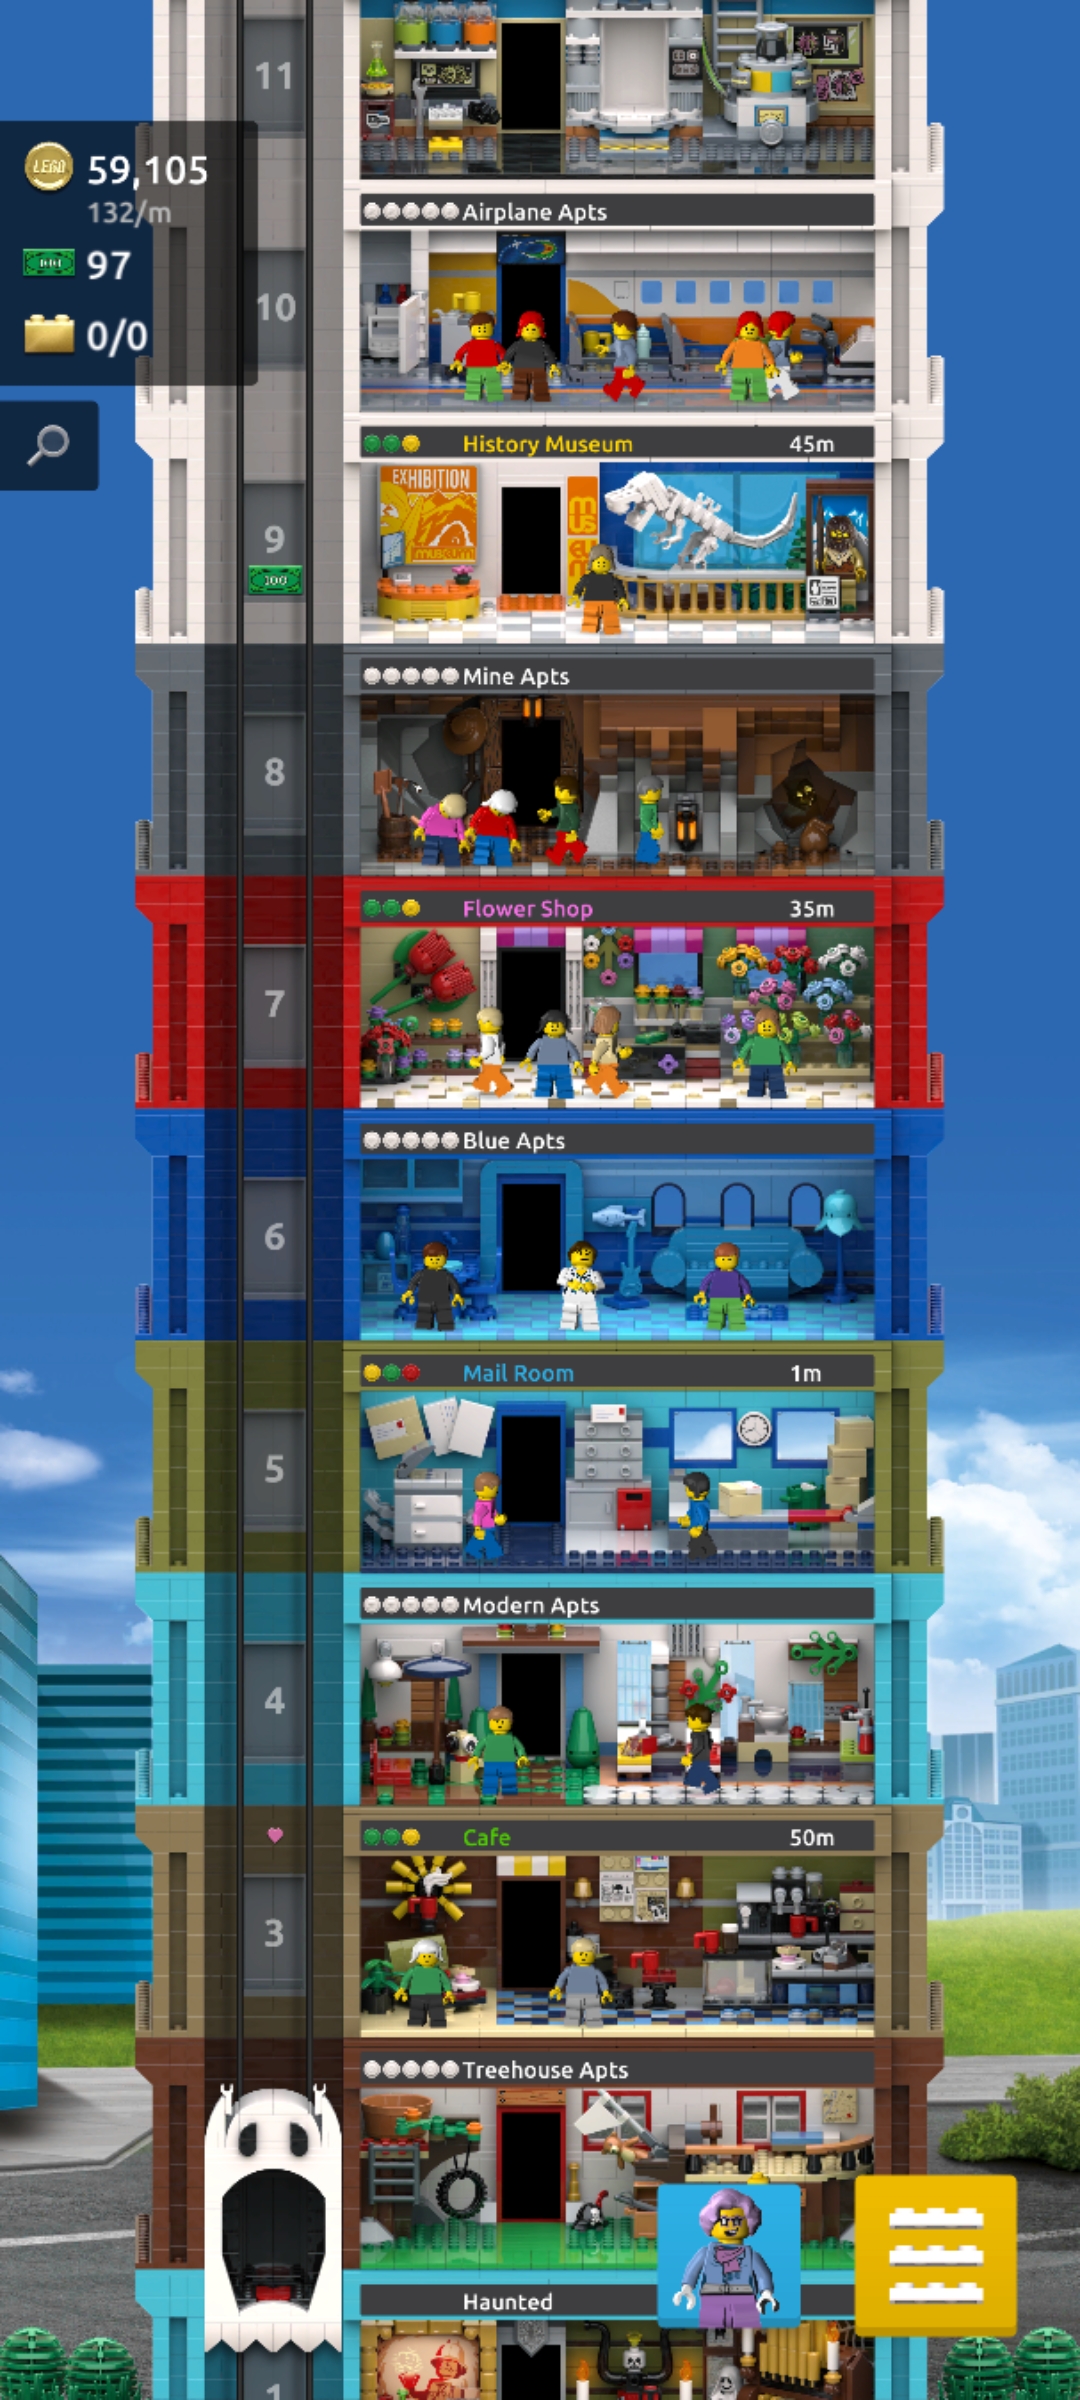 11
LEGO
59,105
132/m
Airplane Apts
97
10
0/0
History Museum 45m
EXHIBITION
MUSEUM
9
100
Mine Apts
8
Flower Shop 35m
7
Blue Apts
6
Mail Room 1m
5
Modern Apts
4
Cafe 50m
3
Treehouse Apts
Haunted
1